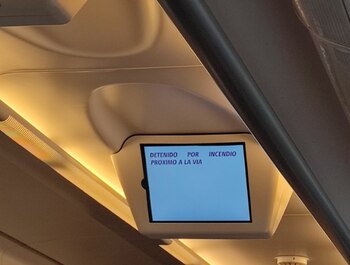 DETENIDO POR INCENDIO
PROXIMO A LA VIA